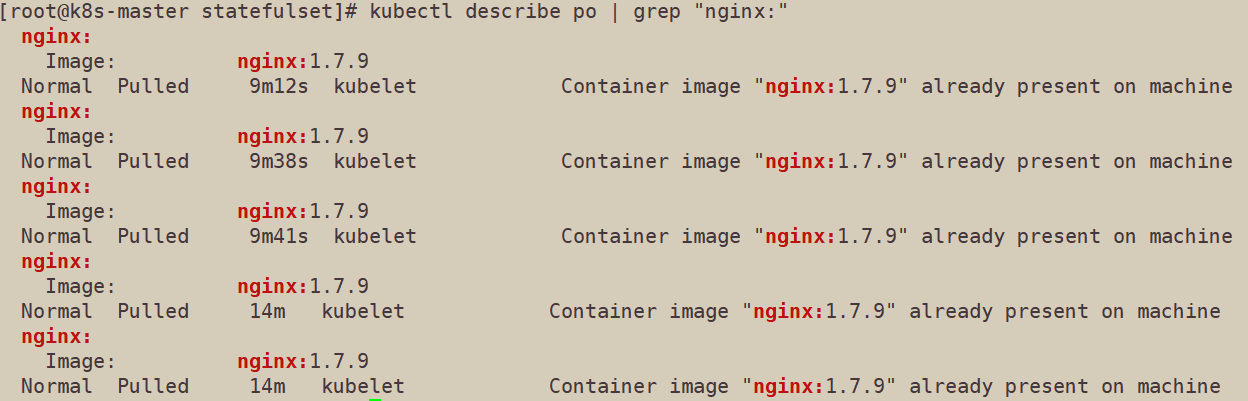 [root@k8s-master statefulset]# kubectl describe po | grep "nginx:"
  nginx:
    Image:          nginx:1.7.9
  Normal  Pulled     9m12s  kubelet            Container image "nginx:1.7.9" already present on machine
  nginx:
    Image:          nginx:1.7.9
  Normal  Pulled     9m38s  kubelet            Container image "nginx:1.7.9" already present on machine
  nginx:
    Image:          nginx:1.7.9
  Normal  Pulled     9m41s  kubelet            Container image "nginx:1.7.9" already present on machine
  nginx:
    Image:          nginx:1.7.9
  Normal  Pulled     14m   kubelet            Container image "nginx:1.7.9" already present on machine
  nginx:
    Image:          nginx:1.7.9
  Normal  Pulled     14m   kubelet            Container image "nginx:1.7.9" already present on machine